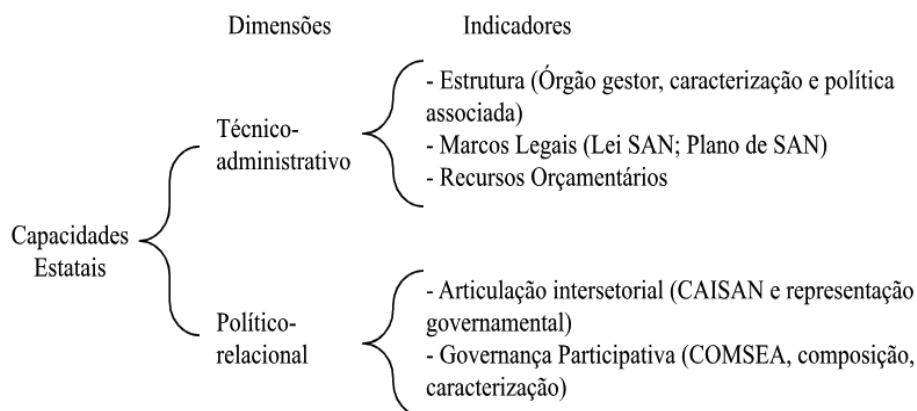 Dimensões
Indicadores
Capacidades
Estatais
Técnico-
administrativo
- Estrutura (Órgão gestor, caracterização e política
associada)
- Marcos Legais (Lei SAN; Plano de SAN)
- Recursos Orçamentários
Político-
relacional
- Articulação intersetorial (CAISAN e representação
governamental)
- Governança Participativa (COMSEA, composição,
caracterização)